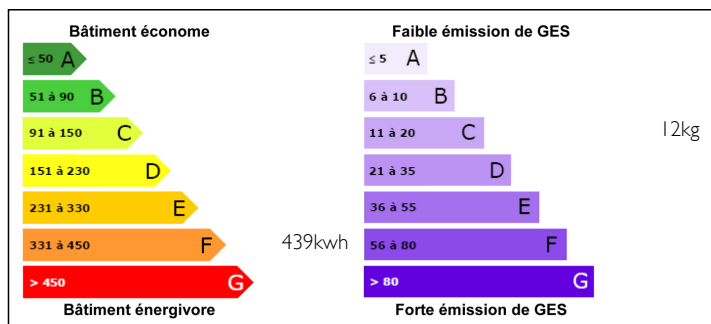 Bâtiment économe
≤ 50 A
51 à 90 B
91 à 150 C
151 à 230 D
231 à 330 E
331 à 450 F
439kwh
> 450 G
Bâtiment énergivore
Faible émission de GES
≤ 5 A
6 à 10 B
11 à 20 C
12kg
21 à 35 D
36 à 55 E
56 à 80 F
> 80 G
Forte émission de GES